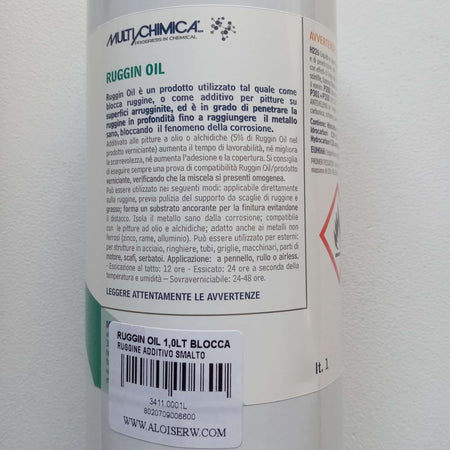 MULTICHIMICA
PROGRESS IN CHEMICAL
RUGGIN OIL
Ruggin Oil è un prodotto utilizzato tal quale come
blocca ruggine, o come additivo per pitture su
superfici arrugginite, ed è in grado di penetrare la
ruggine in profondità fino a raggiungere il metallo
sano, bloccando il fenomeno della corrosione.
Additivato alle pitture a olio o alchidiche (5% di Ruggin Oil nel
prodotto verniciante) aumenta il tempo di lavorabilità, né migliora
la scorrevolezza, né aumenta l'adesione e la copertura. Si consiglia
di eseguire sempre una prova di compatibilità Ruggin Oil/prodotto
verniciante, verificando che la miscela si presenti omogenea.
Può essere utilizzato nei seguenti modi: applicabile direttamente
sulla ruggine, previa pulizia del supporto da scaglie di ruggine e
grasso; forma un substrato ancorante per la finitura evitandone
il distacco. Isola il metallo sano dalla corrosione; compatibile
con le pitture ad olio e alchidiche; adatto anche ai metalli non
ferrosi (zinco, rame, alluminio). Può essere utilizzato per esterni:
per strutture in acciaio, ringhiere, tubi, griglie, macchinari, parti di
motore, scafi, serbatoi. Applicazione: a pennello, rullo o airless.
- Essicazione al tatto: 12 ore - Essicato: 24 ore a seconda della
temperatura e umidità – Sovraverniciabile: 24-48 ore.
LEGGERE ATTENTAMENTE LE AVVERTENZE
It. 1
RUGGIN OIL 1,0LT BLOCCA
RUGGINE ADDITIVO SMALTO
3411.0001L
8020709006600
WWW.ALOISERW.COM